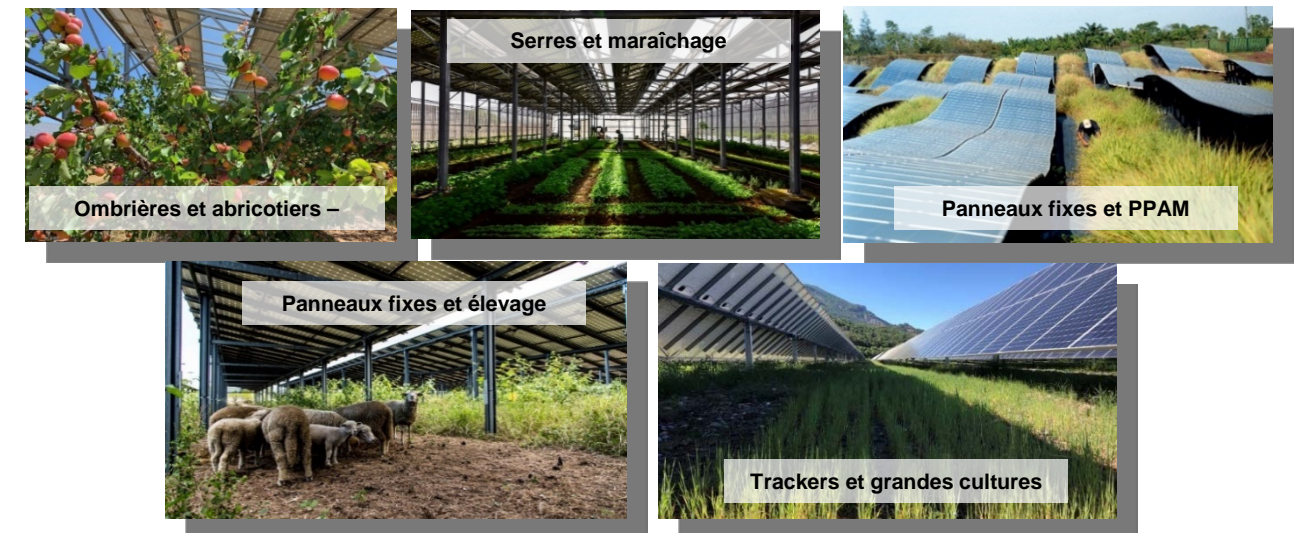 Ombrières et abricotiers –
Serres et maraîchage
Panneaux fixes et PPAM
Panneaux fixes et élevage
Trackers et grandes cultures